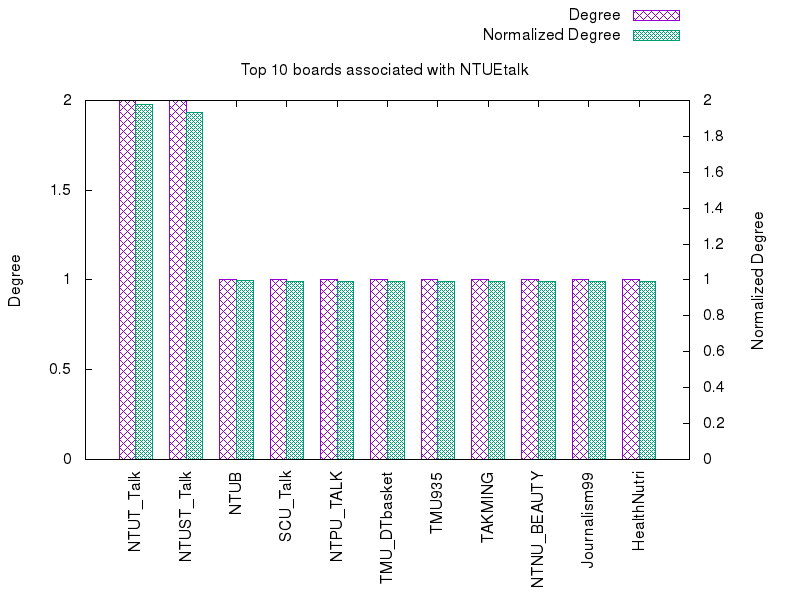 Degree
Normalized Degree
Top 10 boards associated with NTUEtalk
2
1.5
1
0.5
0
Degree
2
1.8
1.6
1.4
1.2
1
0.8
0.6
0.4
0.2
0
Normalized Degree
NTUT_Talk
NTUST_Talk
NTUB
SCU_Talk
NTPU_TALK
TMU_DTbasket
TMU935
TAKMING
NTNU_BEAUTY
Journalism99
HealthNutri